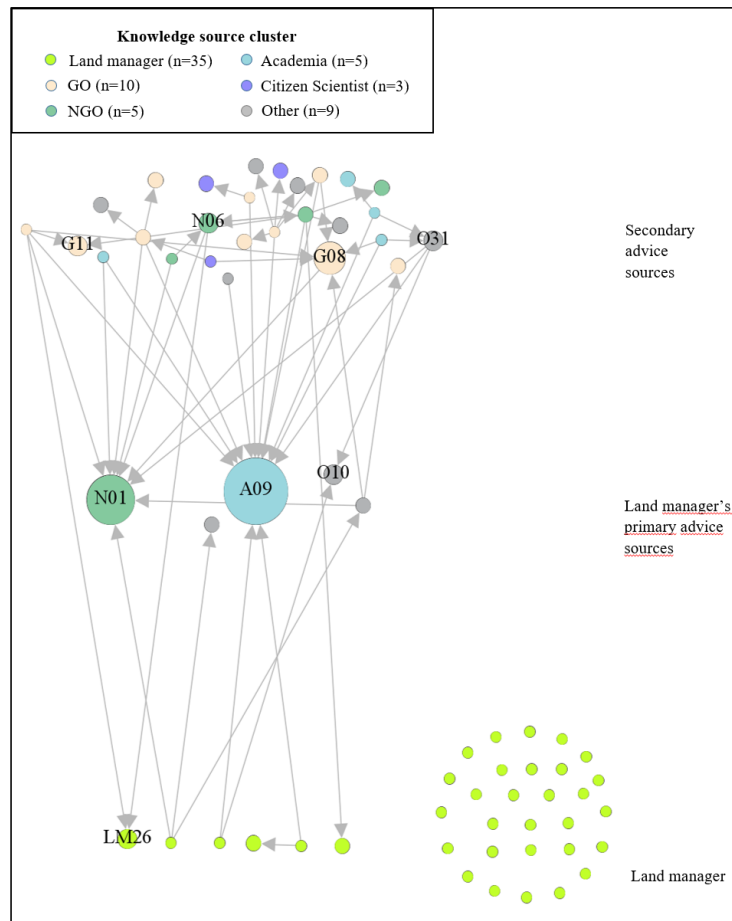 Knowledge source cluster
Land manager (n=35)
Academia (n=5)
GO (n=10)
Citizen Scientist (n=3)
NGO (n=5)
Other (n=9)
N06
G11
O31
G08
Secondary
advice
sources
A09
O10
N01
Land manager's
primary advice
sources
LM26
Land manager